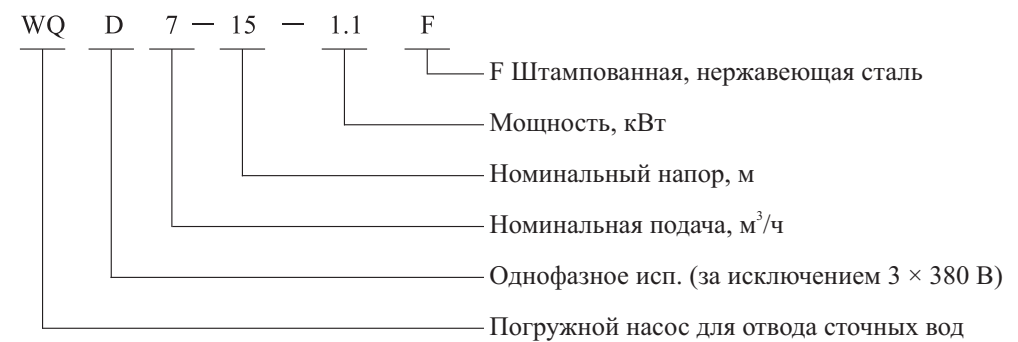 WQ D 7 — 15 — 1.1 F
F Штампованная, нержавеющая сталь
Мощность, кВт
Номинальный напор, м
Номинальная подача, м³/ч
Однофазное исп. (за исключением 3 × 380 В)
Погружной насос для отвода сточных вод